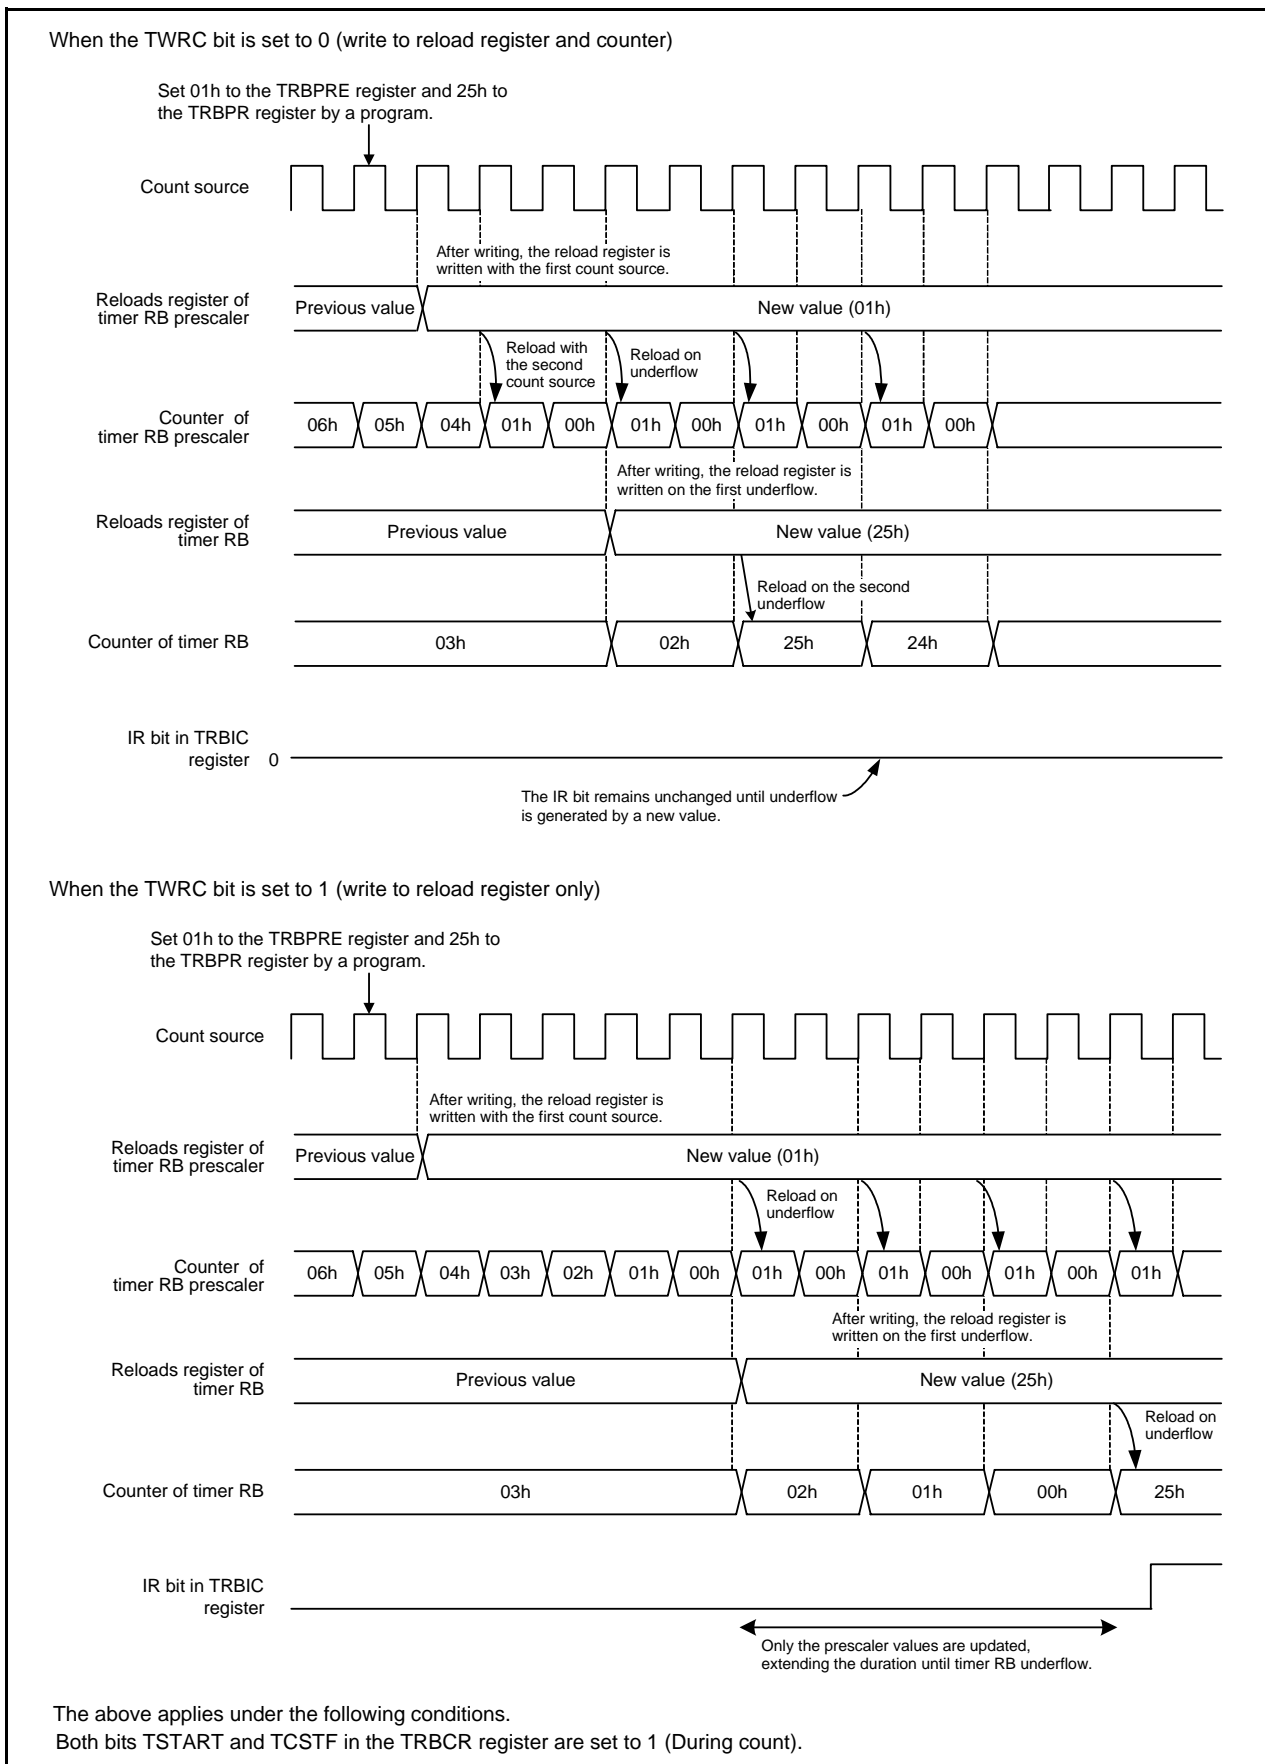 When the TWRC bit is set to 0 (write to reload register and counter)
Set 01h to the TRBPRE register and 25h to
the TRBPR register by a program.
Count source
After writing, the reload register is
written with the first count source.
Reloads register of
timer RB prescaler
Previous value
New value (01h)
Reload with
the second
count source
Reload on
underflow
Counter of
timer RB prescaler
06h 05h 04h 01h 00h 01h 00h 01h 00h 01h 00h
After writing, the reload register is
written on the first underflow.
Reloads register of
timer RB
Previous value
New value (25h)
Reload on the second
underflow
Counter of timer RB
03h 02h 25h 24h
IR bit in TRBIC
register 0
The IR bit remains unchanged until underflow
is generated by a new value.
When the TWRC bit is set to 1 (write to reload register only)
Set 01h to the TRBPRE register and 25h to
the TRBPR register by a program.
Count source
After writing, the reload register is
written with the first count source.
Reloads register of
timer RB prescaler
Previous value
New value (01h)
Reload on
underflow
Counter of
timer RB prescaler
06h 05h 04h 03h 02h 01h 00h 01h 00h 01h 00h 01h 00h 01h
After writing, the reload register is
written on the first underflow.
Reloads register of
timer RB
Previous value
New value (25h)
Reload on
underflow
Counter of timer RB
03h 02h 01h 00h 25h
IR bit in TRBIC
register
Only the prescaler values are updated,
extending the duration until timer RB underflow.
The above applies under the following conditions.
Both bits TSTART and TCSTF in the TRBCR register are set to 1 (During count).